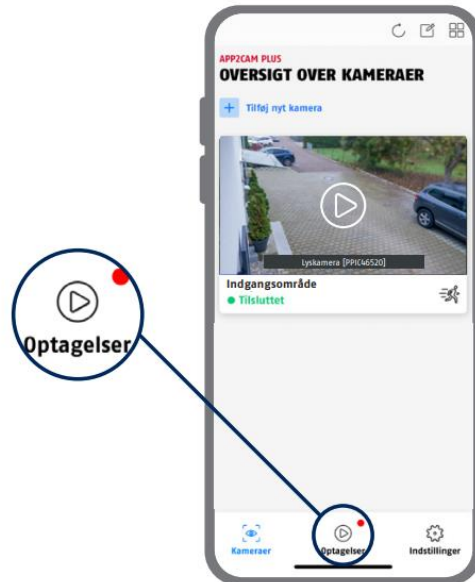 APP2CAM PLUS
OVERSIGT OVER KAMERAER
+ Tilføj nyt kamera
Lyskamera [PPIC46520]
Indgangsområde
Tilsluttet
Optagelser
Kameraer
Optagelser
Indstillinger